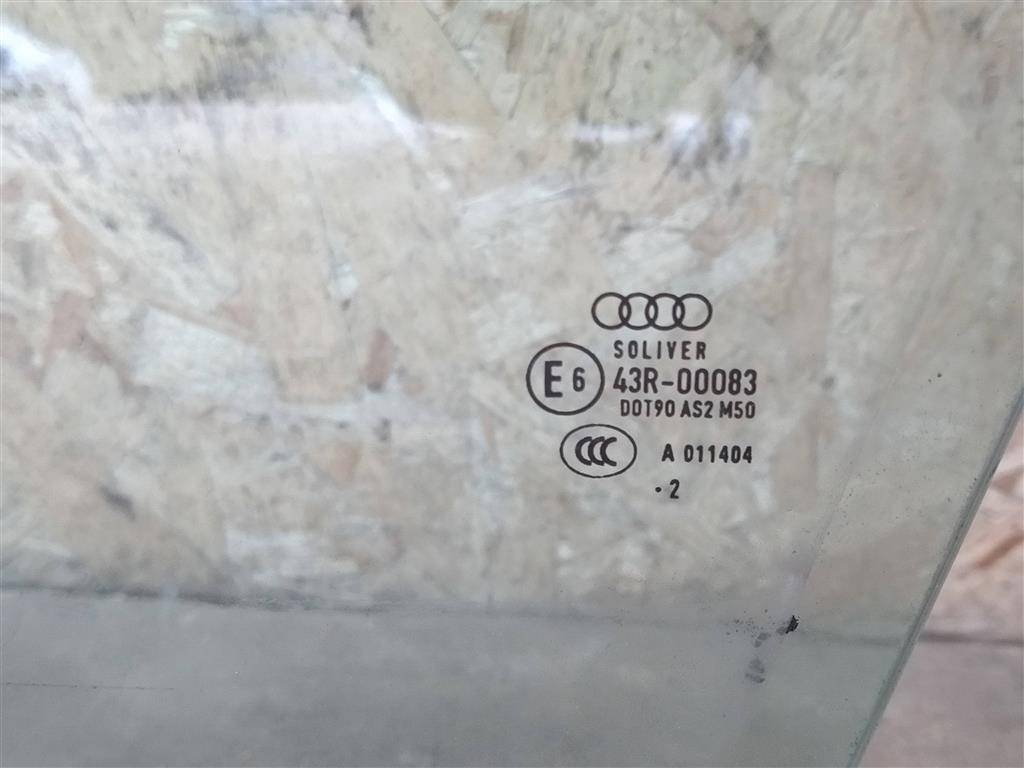 SOLIVER
E6 43R-00083
DOT90 AS2 M50
CCC A 011404
·2